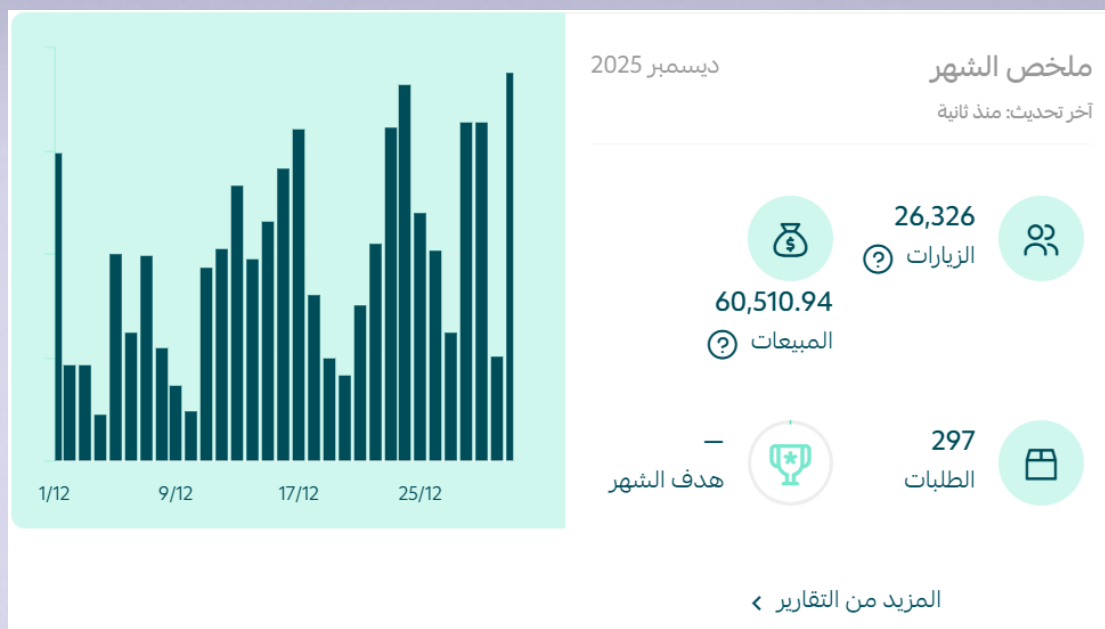 ملخص الشهر
ديسمبر 2025
آخر تحديث: منذ ثانية
26,326
الزيارات
60,510.94
المبيعات
297
الطلبات
–
هدف الشهر
1/12
9/12
17/12
25/12
المزيد من التقارير